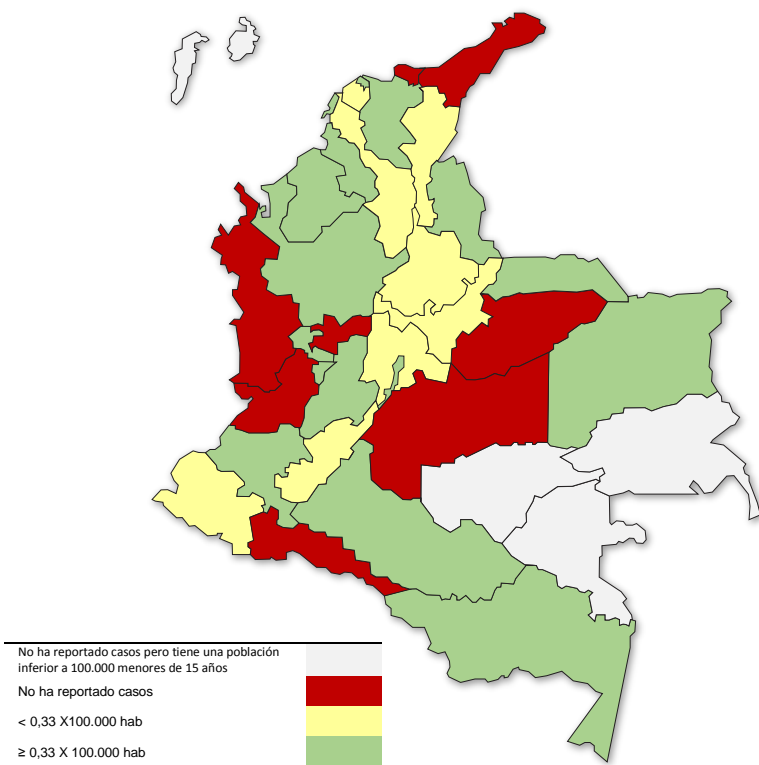 No ha reportado casos pero tiene una población
inferior a 100.000 menores de 15 años
No ha reportado casos
< 0,33 X100.000 hab
≥ 0,33 X 100.000 hab